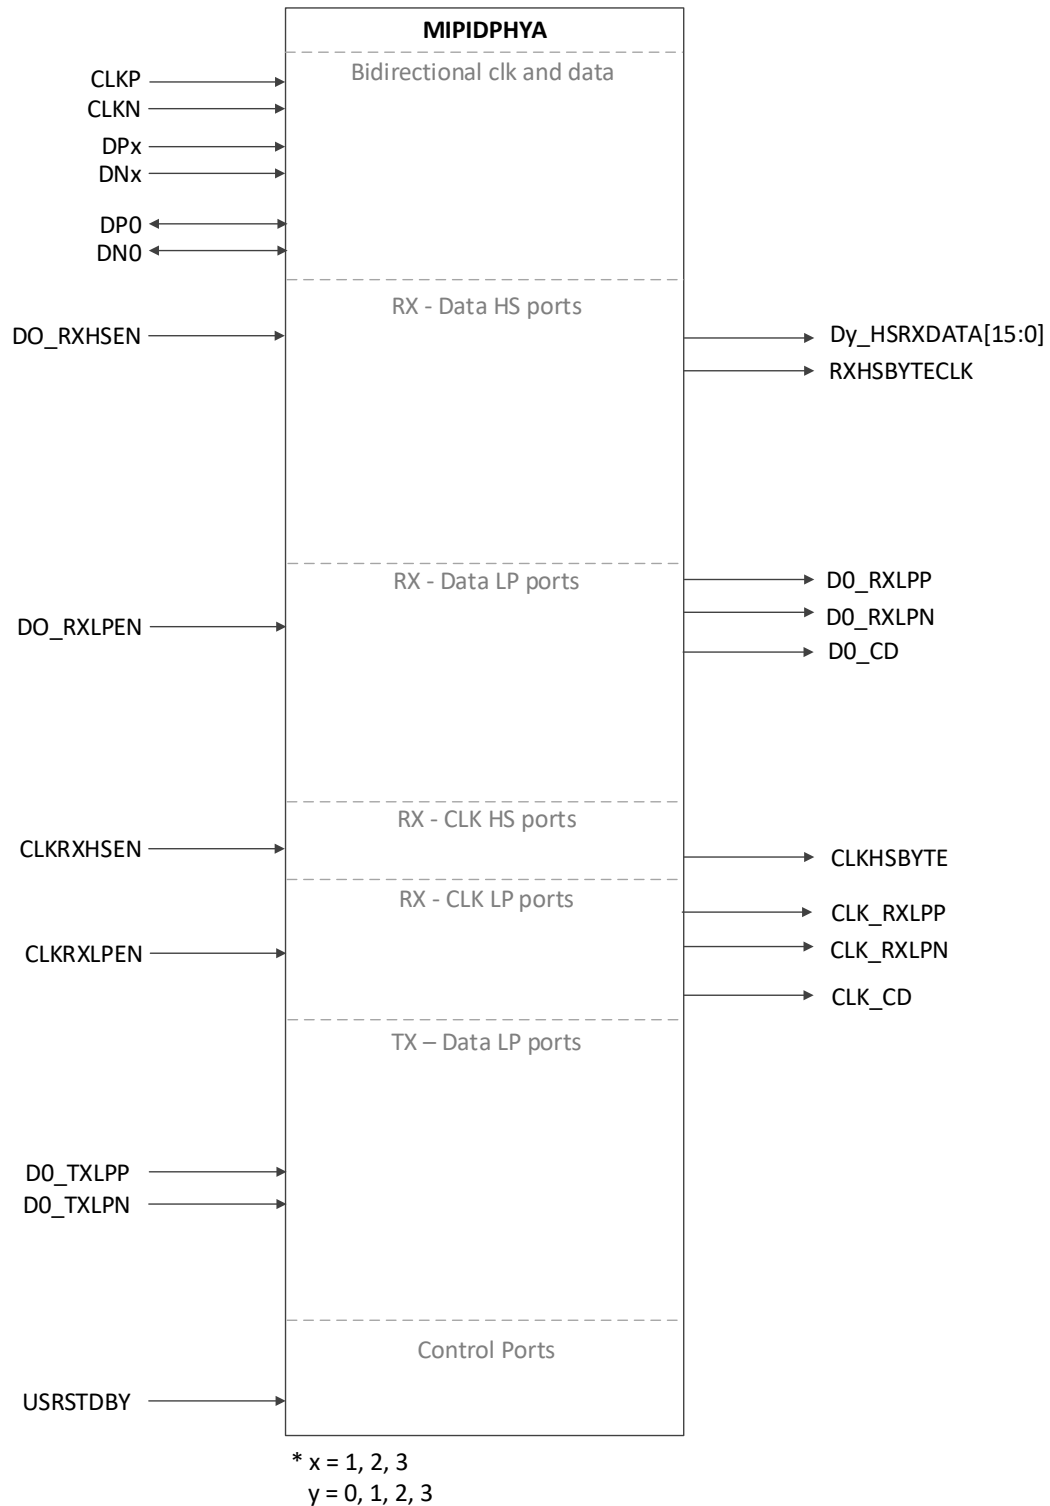 MIPIDPHYA
Bidirectional clk and data
CLKP
CLKN
DPx
DNx
DP0
DN0
RX - Data HS ports
DO_RXHSEN
Dy_HSRXDATA[15:0]
RXHSBYTECLK
RX - Data LP ports
DO_RXLPEN
D0_RXLPP
D0_RXLPN
D0_CD
RX - CLK HS ports
CLKRXHSEN
CLKHSBYTE
RX - CLK LP ports
CLKRXLPEN
CLK_RXLPP
CLK_RXLPN
CLK_CD
TX – Data LP ports
D0_TXLPP
D0_TXLPN
Control Ports
USRSTDBY
* x = 1, 2, 3
y = 0, 1, 2, 3